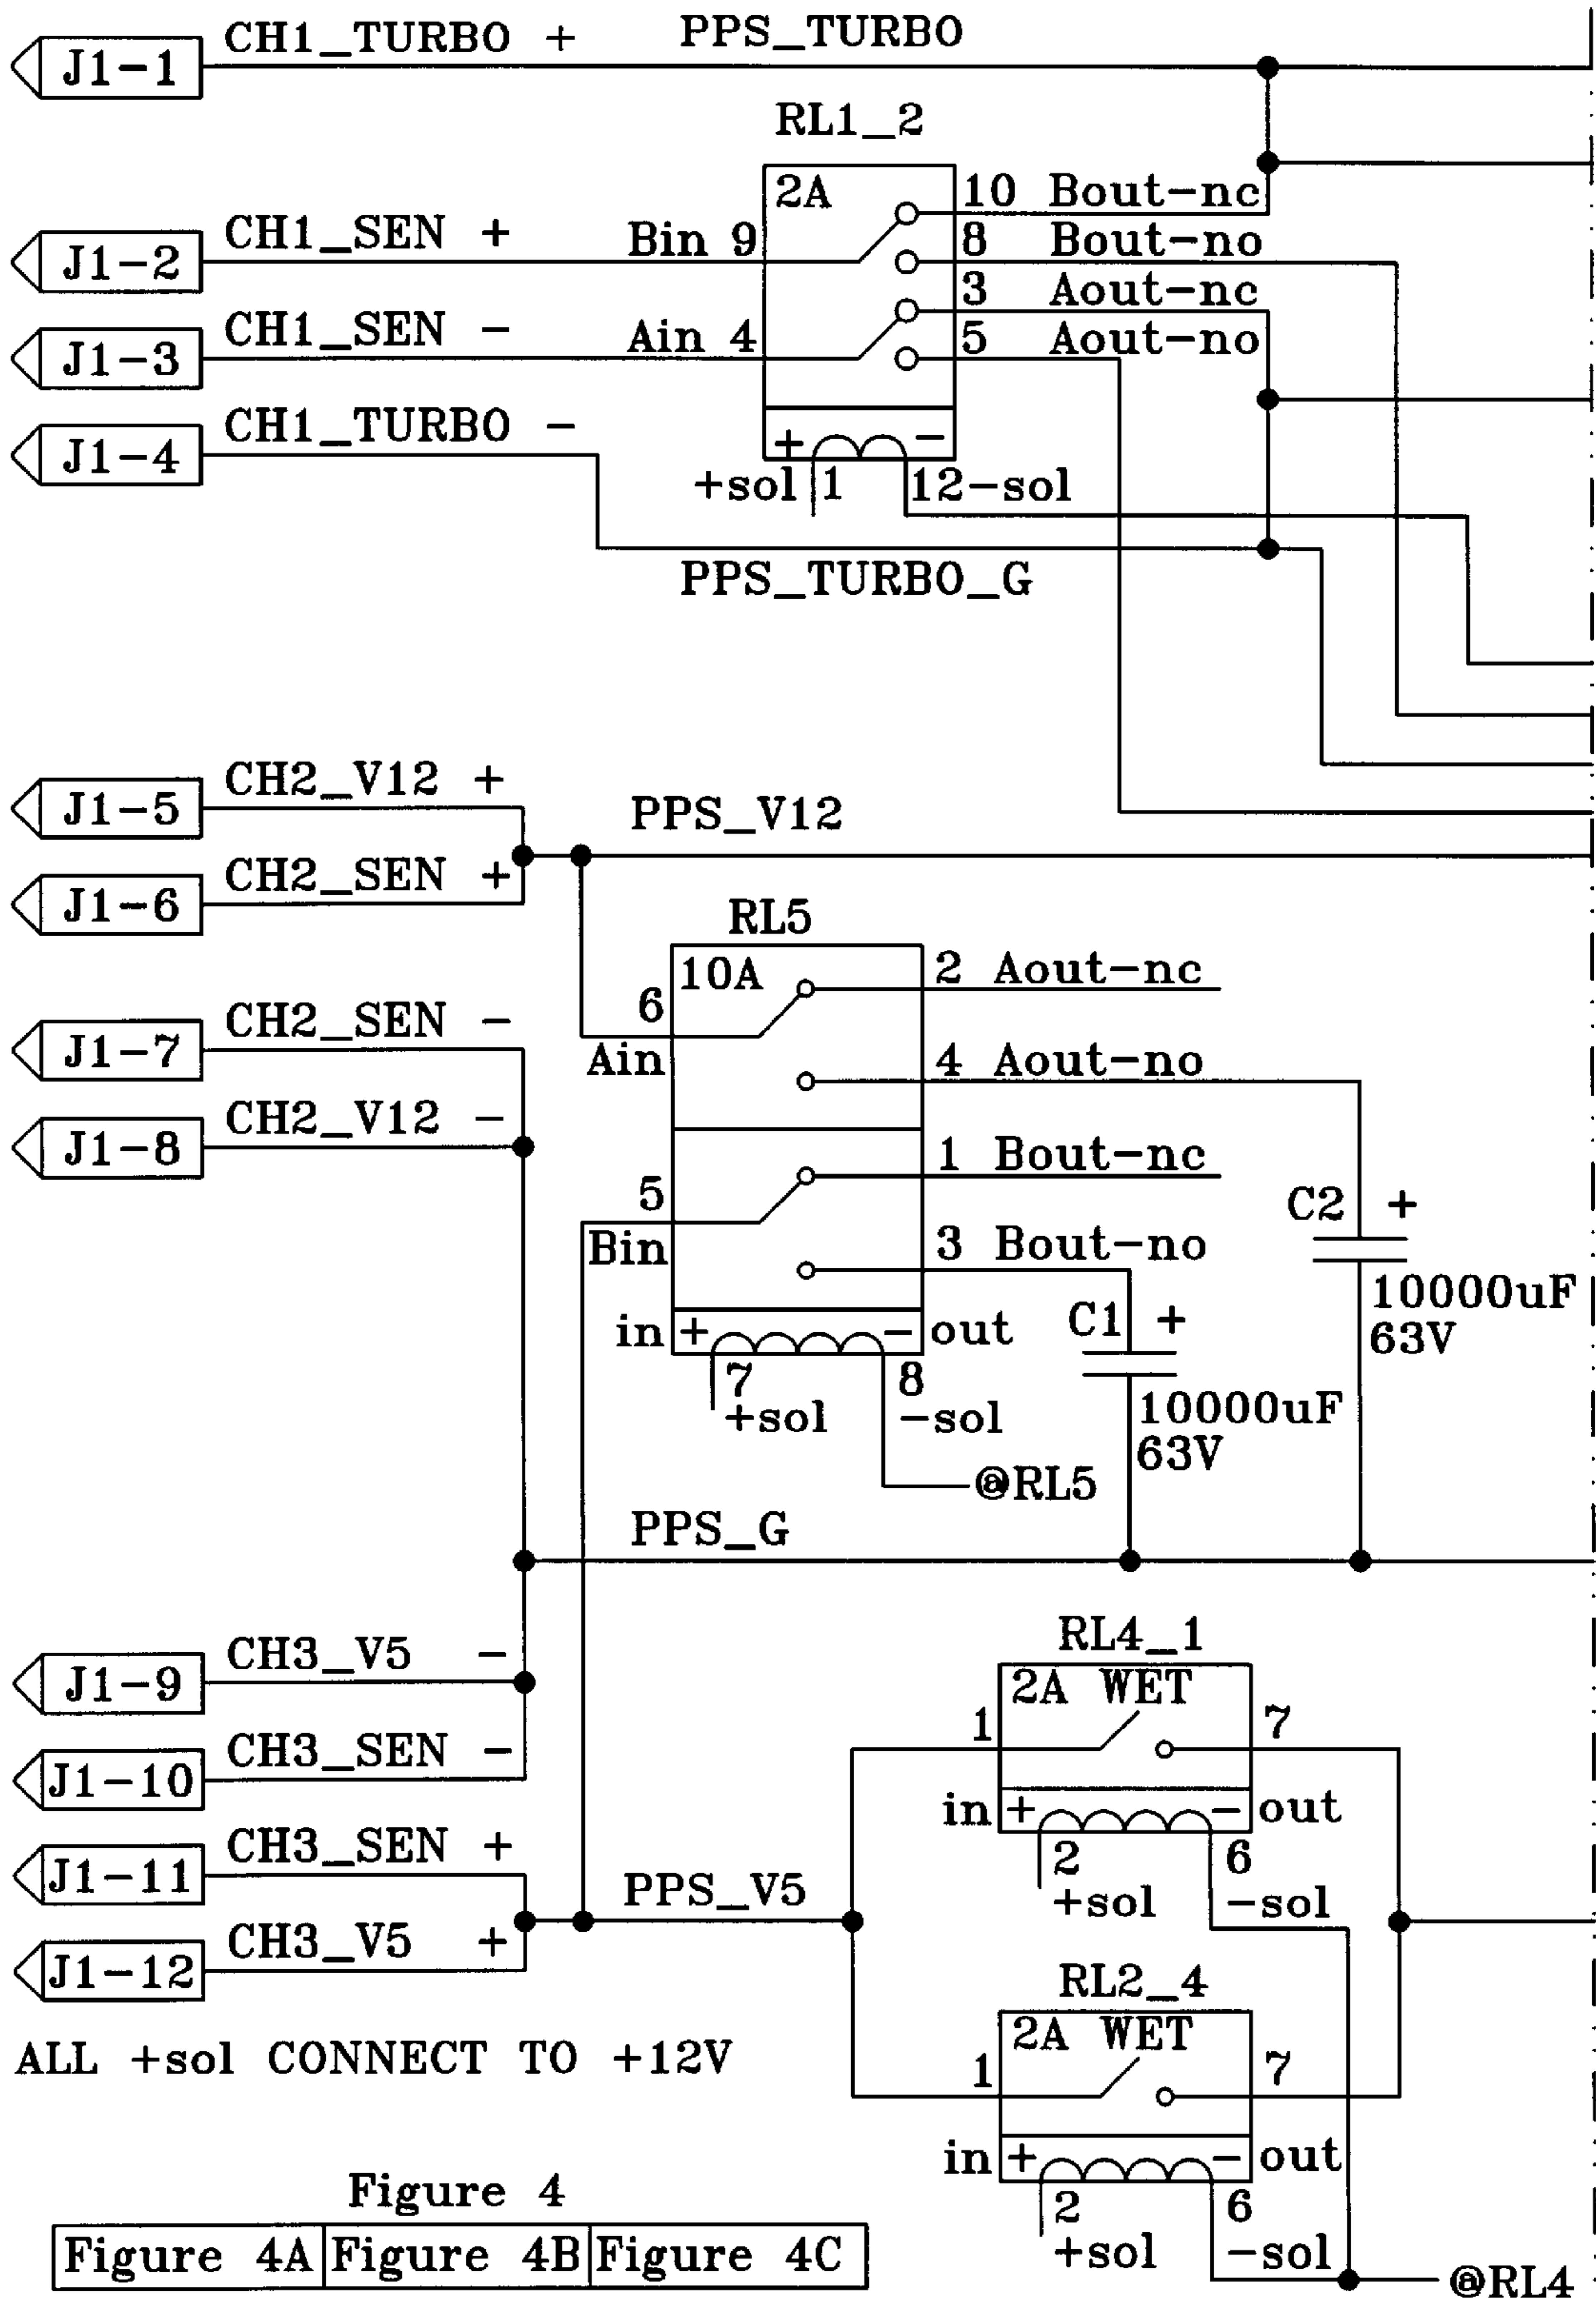 CH1_TURBO + PPS_TURBO
J1-1
RL1_2
2A
10 Bout-nc
CH1_SEN + Bin 9
8 Bout-no
J1-2
3 Aout-nc
CH1_SEN - Ain 4
5 Aout-no
J1-3
CH1_TURBO -
J1-4
+ -
+sol 1 12-sol
PPS_TURBO_G
CH2_V12 +
J1-5
PPS_V12
CH2_SEN +
J1-6
RL5
10A
2 Aout-nc
6
Ain
CH2_SEN -
J1-7
4 Aout-no
CH2_V12 -
J1-8
1 Bout-nc
5
Bin
3 Bout-no
C2 +
10000uF
63V
in + - out
C1 +
7 8
+sol -sol
10000uF
63V
@RL5
PPS_G
RL4_1
CH3_V5 -
J1-9
2A WET
1 7
CH3_SEN -
J1-10
in + - out
CH3_SEN +
J1-11
2 6
+sol -sol
PPS_V5
CH3_V5 +
J1-12
RL2_4
2A WET
ALL +sol CONNECT TO +12V
1 7
in + - out
2 6
+sol -sol
@RL4
Figure 4
Figure 4A Figure 4B Figure 4C